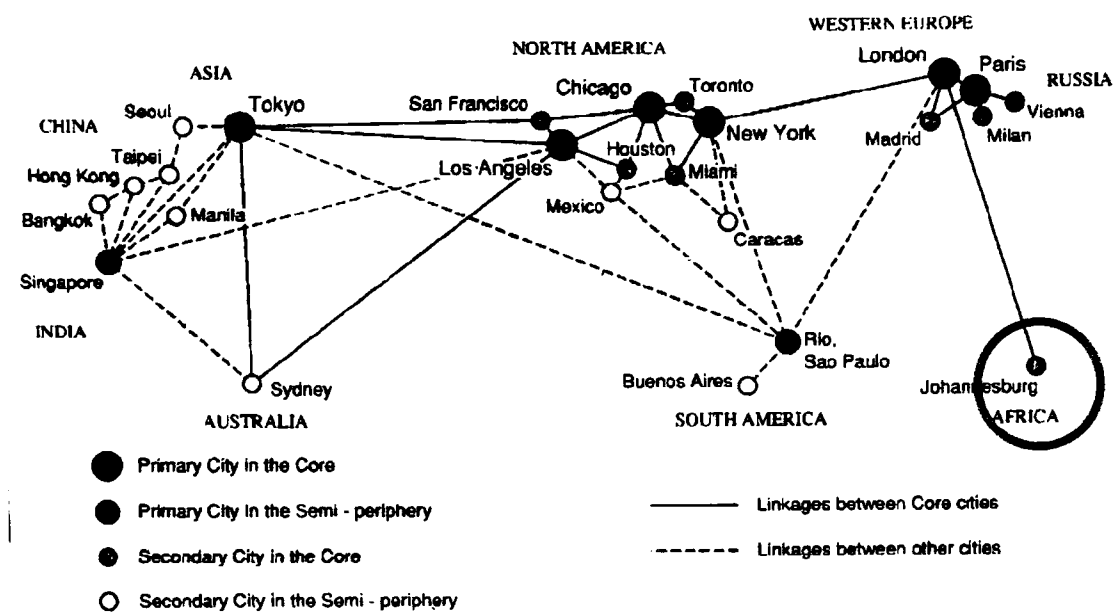 WESTERN EUROPE
NORTH AMERICA
London
Paris
ASIA
RUSSIA
Chicago
Toronto
Tokyo
San Francisco
Seoul
Vienna
CHINA
New York
Madrid
Milan
Houston
Taipei
Los Angeles
Miami
Hong Kong
Mexico
Bangkok
Manila
Caracas
Singapore
INDIA
Rio,
Sao Paulo
Buenos Aires
Sydney
Johannesburg
AUSTRALIA
SOUTH AMERICA
AFRICA
Primary City in the Core
Primary City in the Semi - periphery
Linkages between Core cities
Secondary City in the Core
Linkages between other cities
Secondary City in the Semi - periphery